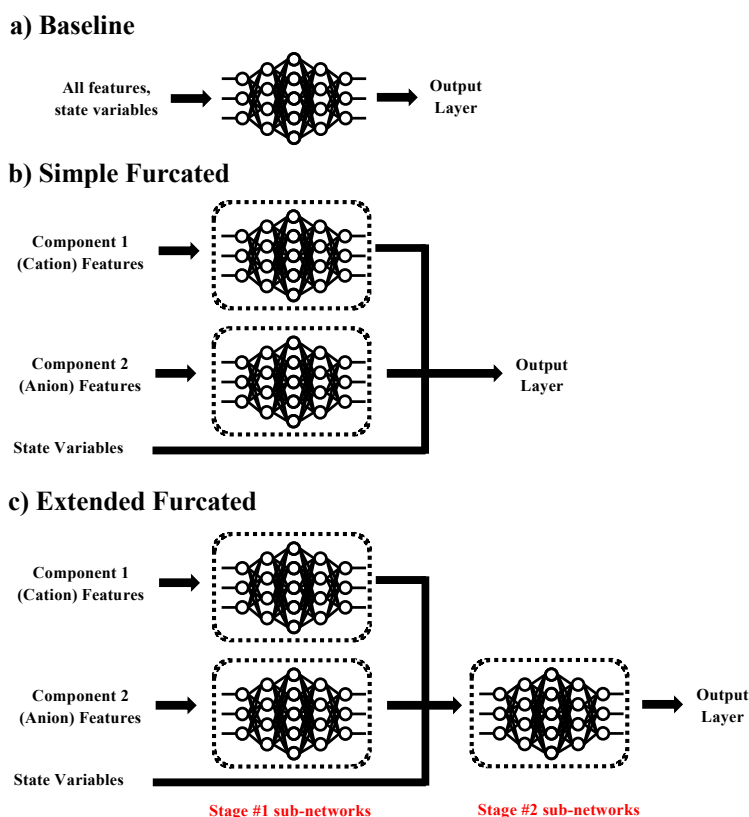 a) Baseline
All features,
state variables
Output
Layer
b) Simple Furcated
Component 1
(Cation) Features
Component 2
(Anion) Features
Output
Layer
State Variables
c) Extended Furcated
Component 1
(Cation) Features
Component 2
(Anion) Features
Output
Layer
State Variables
Stage #1 sub-networks
Stage #2 sub-networks